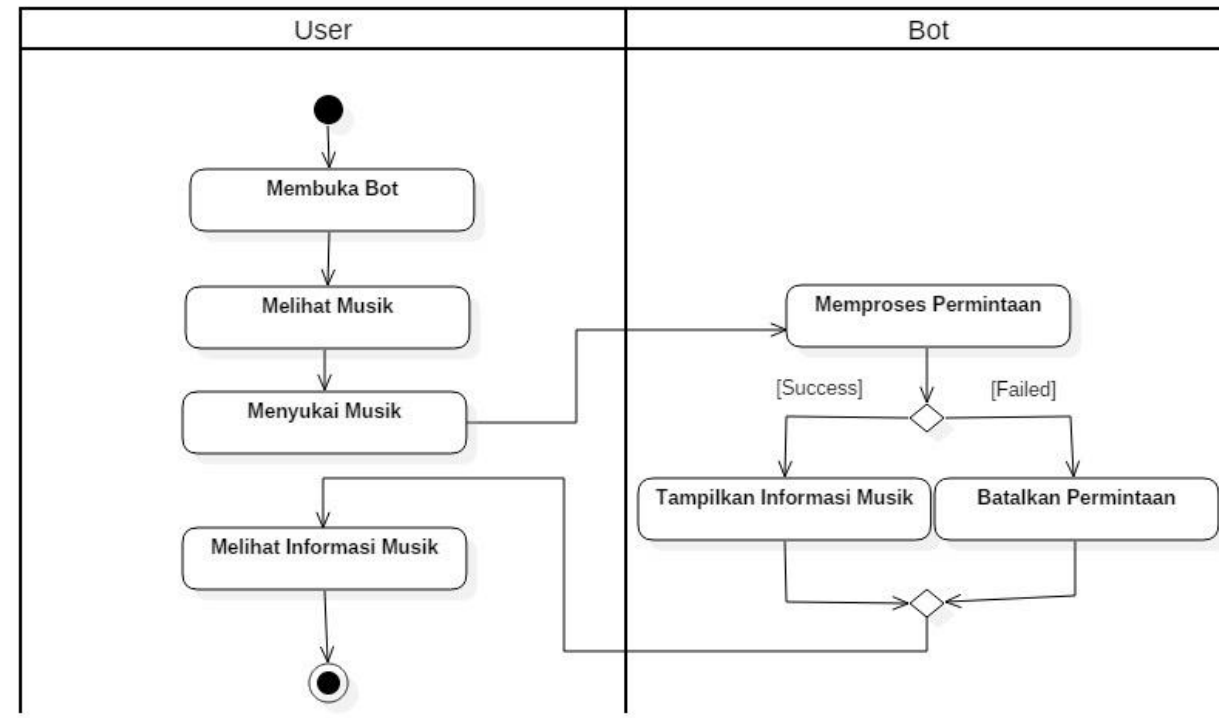 User
Bot
Membuka Bot
Melihat Musik
Memproses Permintaan
Menyukai Musik
[Success]
[Failed]
Tampilkan Informasi Musik
Batalkan Permintaan
Melihat Informasi Musik